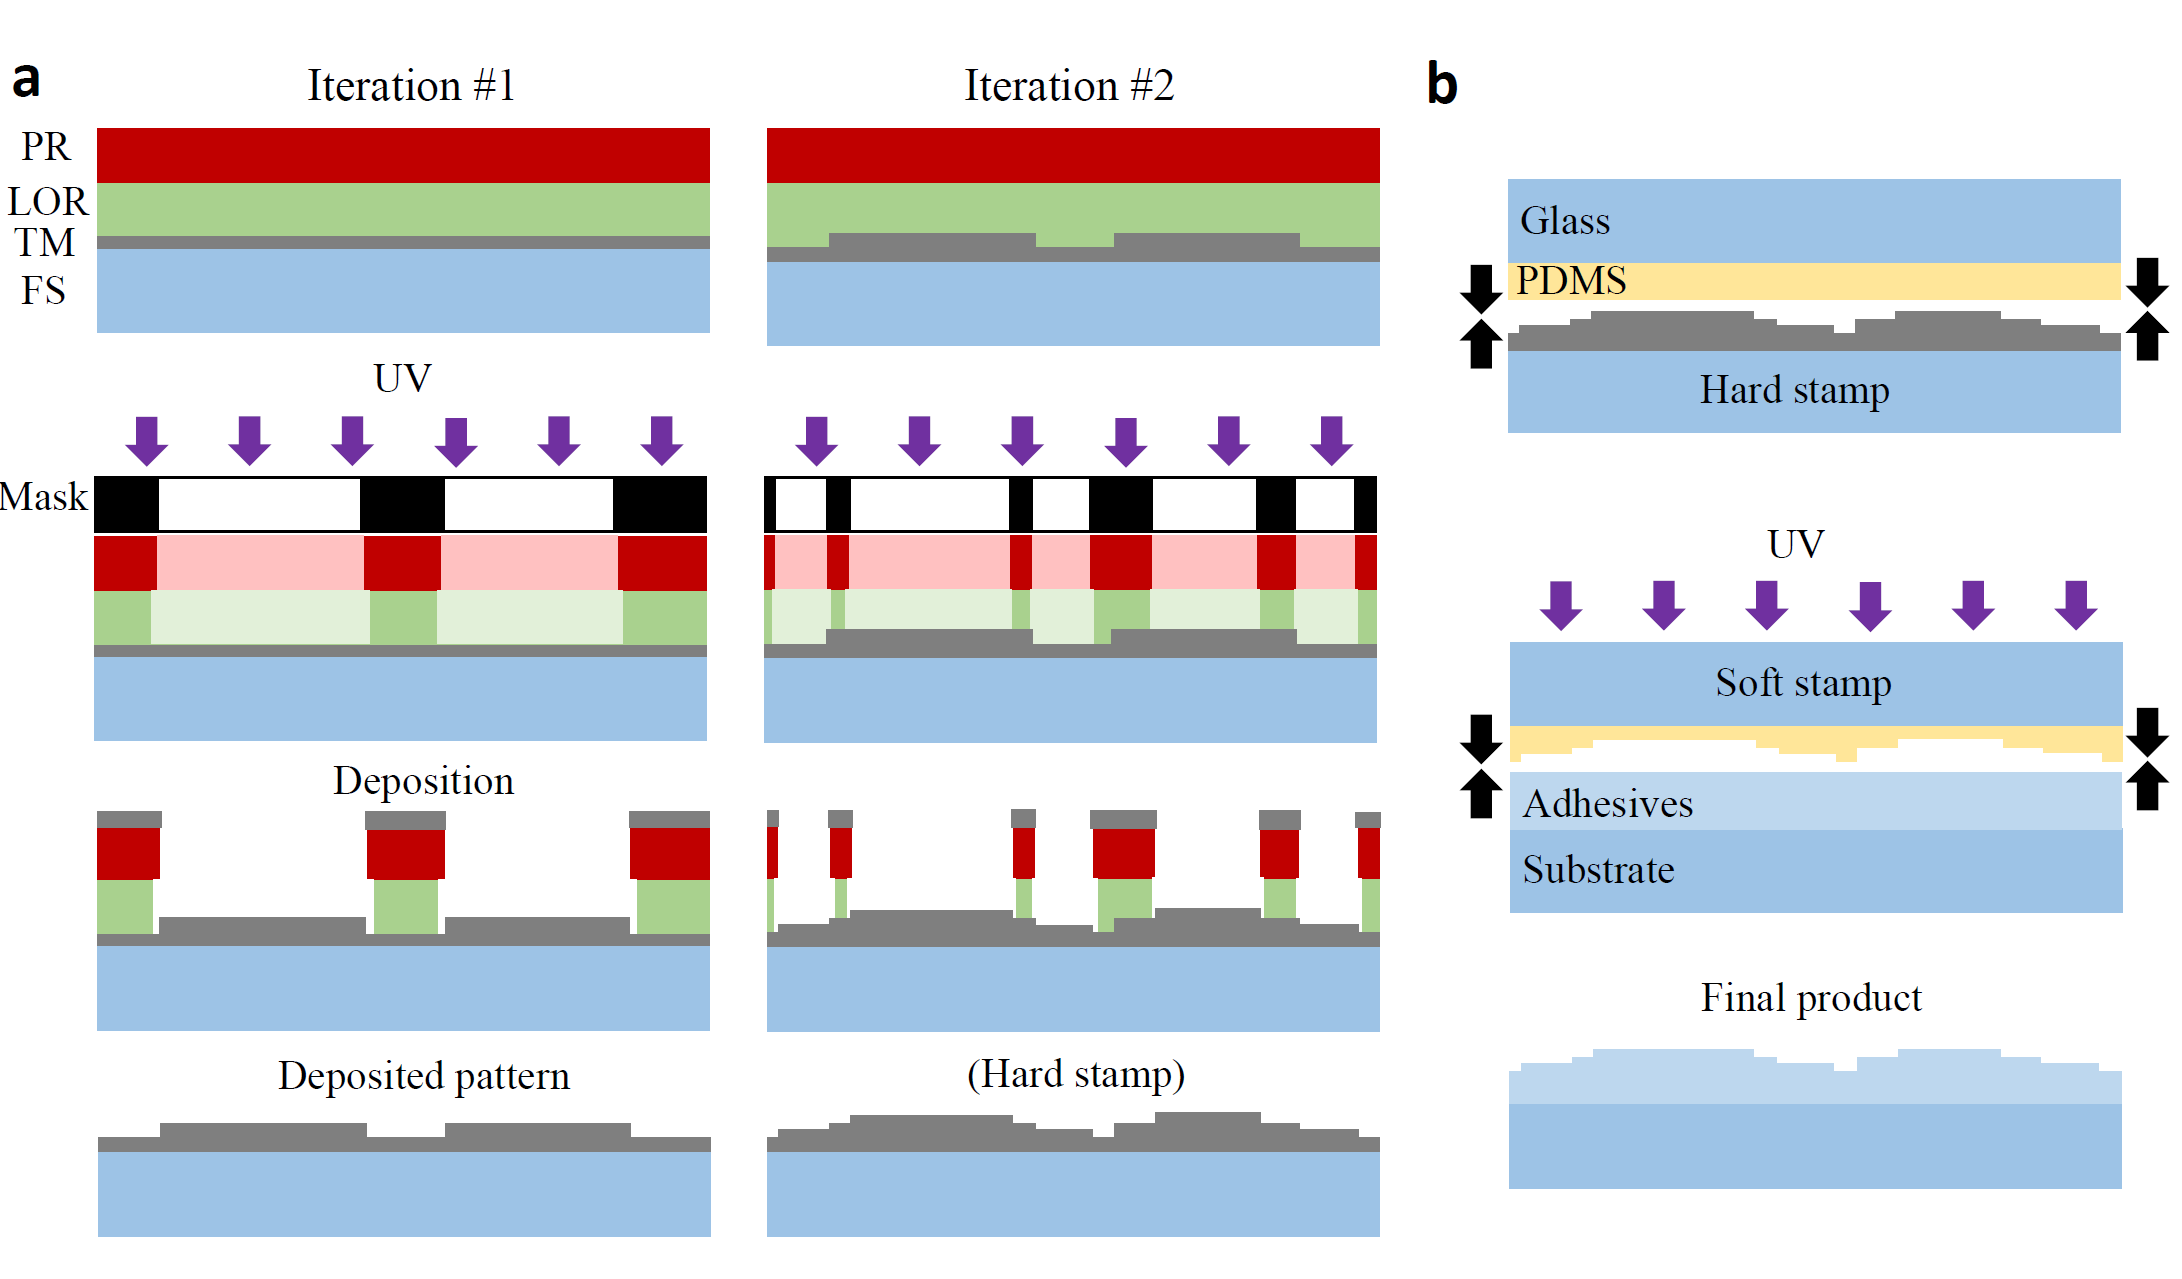 a
Iteration #1
Iteration #2
PR
LOR
TM
FS
UV
Mask
Deposition
Deposited pattern
(Hard stamp)
b
Glass
PDMS
Hard stamp
UV
Soft stamp
Adhesives
Substrate
Final product